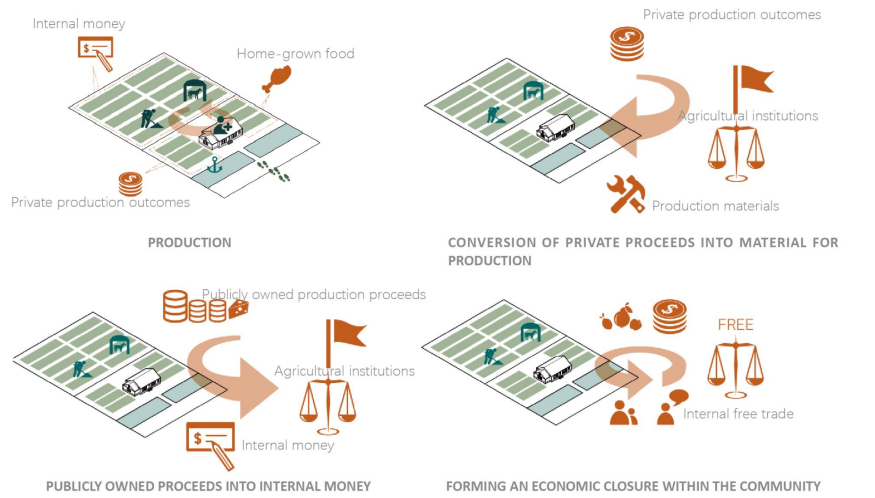 Internal money
Home-grown food
Private production outcomes
PRODUCTION
Private production outcomes
Agricultural institutions
Production materials
CONVERSION OF PRIVATE PROCEEDS INTO MATERIAL FOR
PRODUCTION
Publicly owned production proceeds
Agricultural institutions
Internal money
PUBLICLY OWNED PROCEEDS INTO INTERNAL MONEY
FREE
Internal free trade
FORMING AN ECONOMIC CLOSURE WITHIN THE COMMUNITY